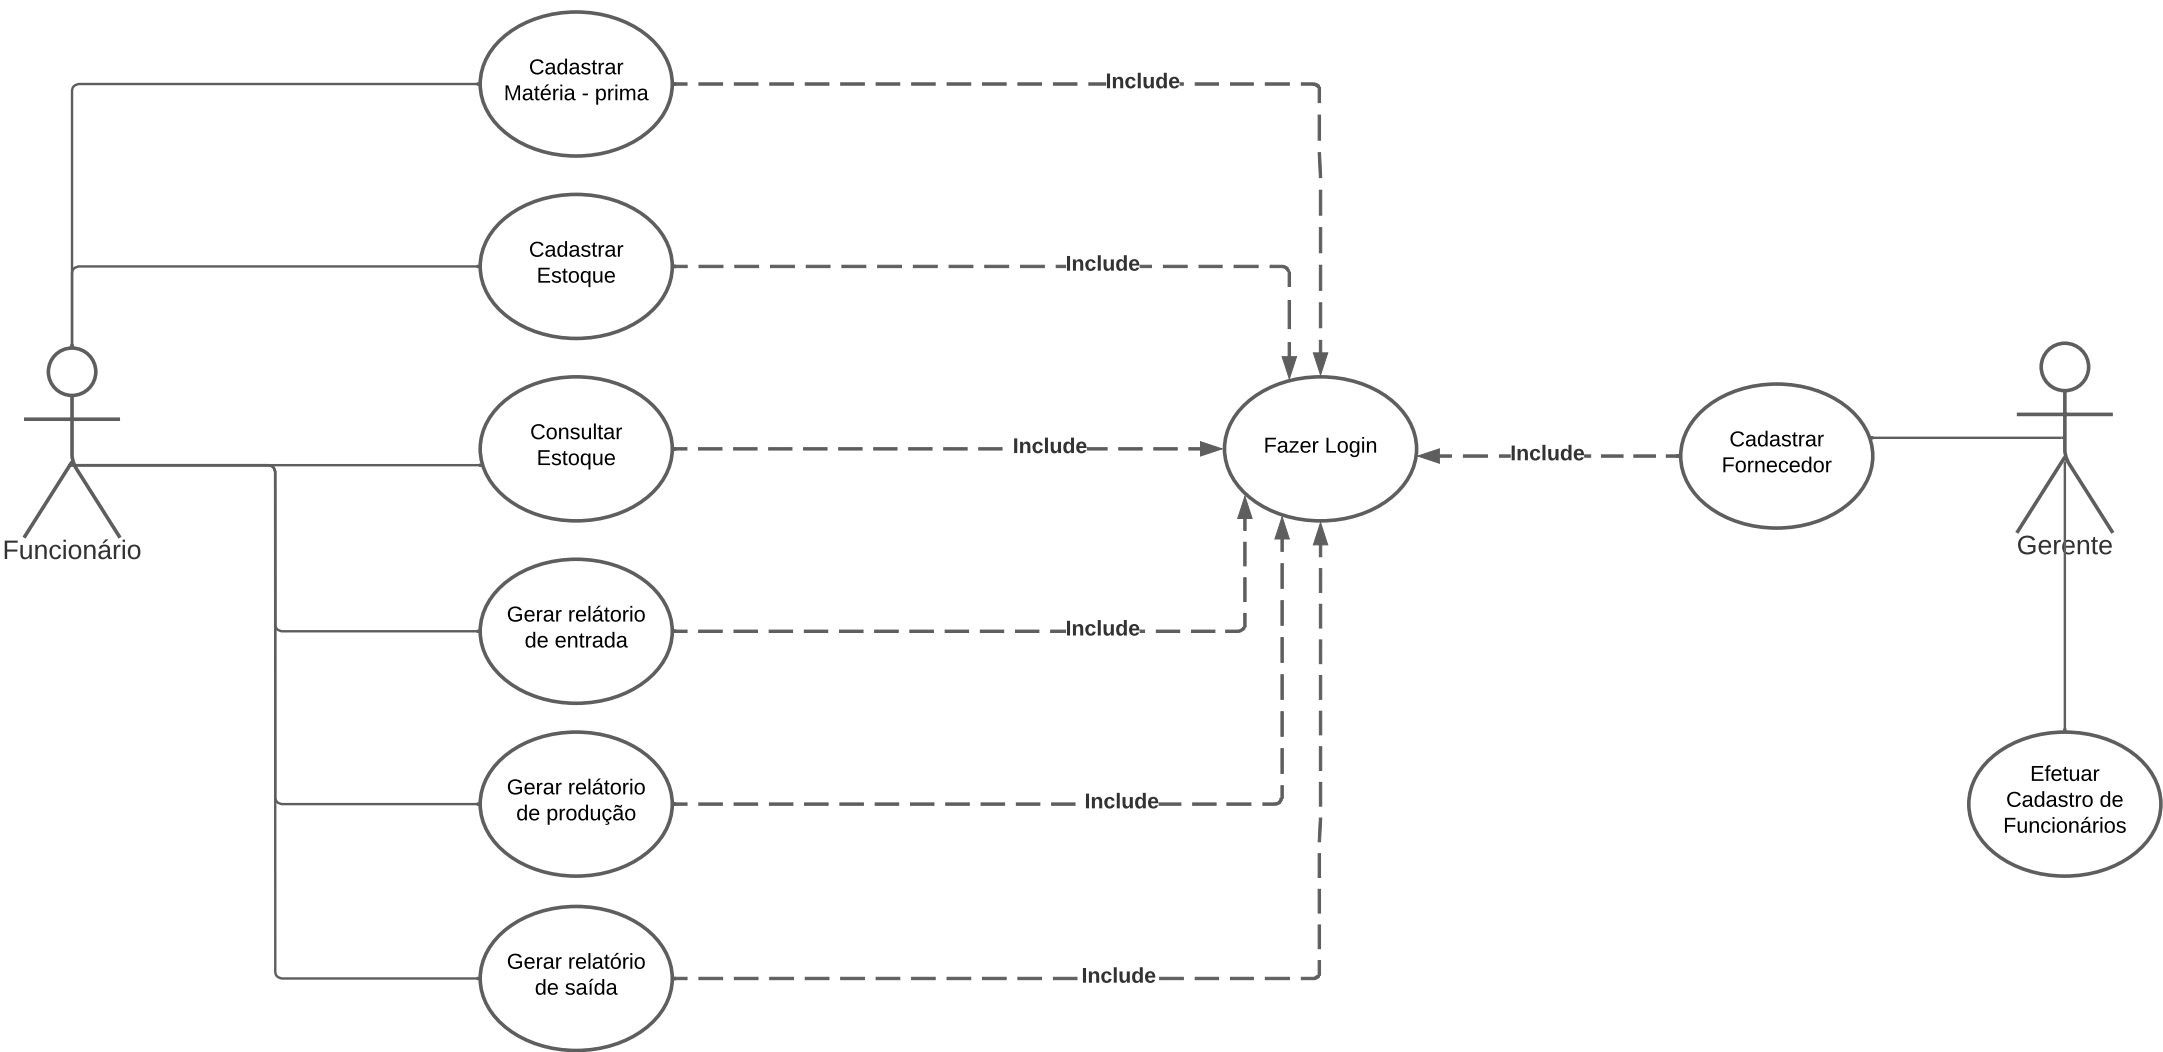 Cadastrar
Matéria - prima
Include
Cadastrar
Estoque
Include
Consultar
Estoque
Include
Fazer Login
Include
Cadastrar
Fornecedor
Funcionário
Gerente
Gerar relátorio
de entrada
Include
Gerar relátorio
de produção
Include
Efetuar
Cadastro de
Funcionários
Gerar relatório
de saída
Include